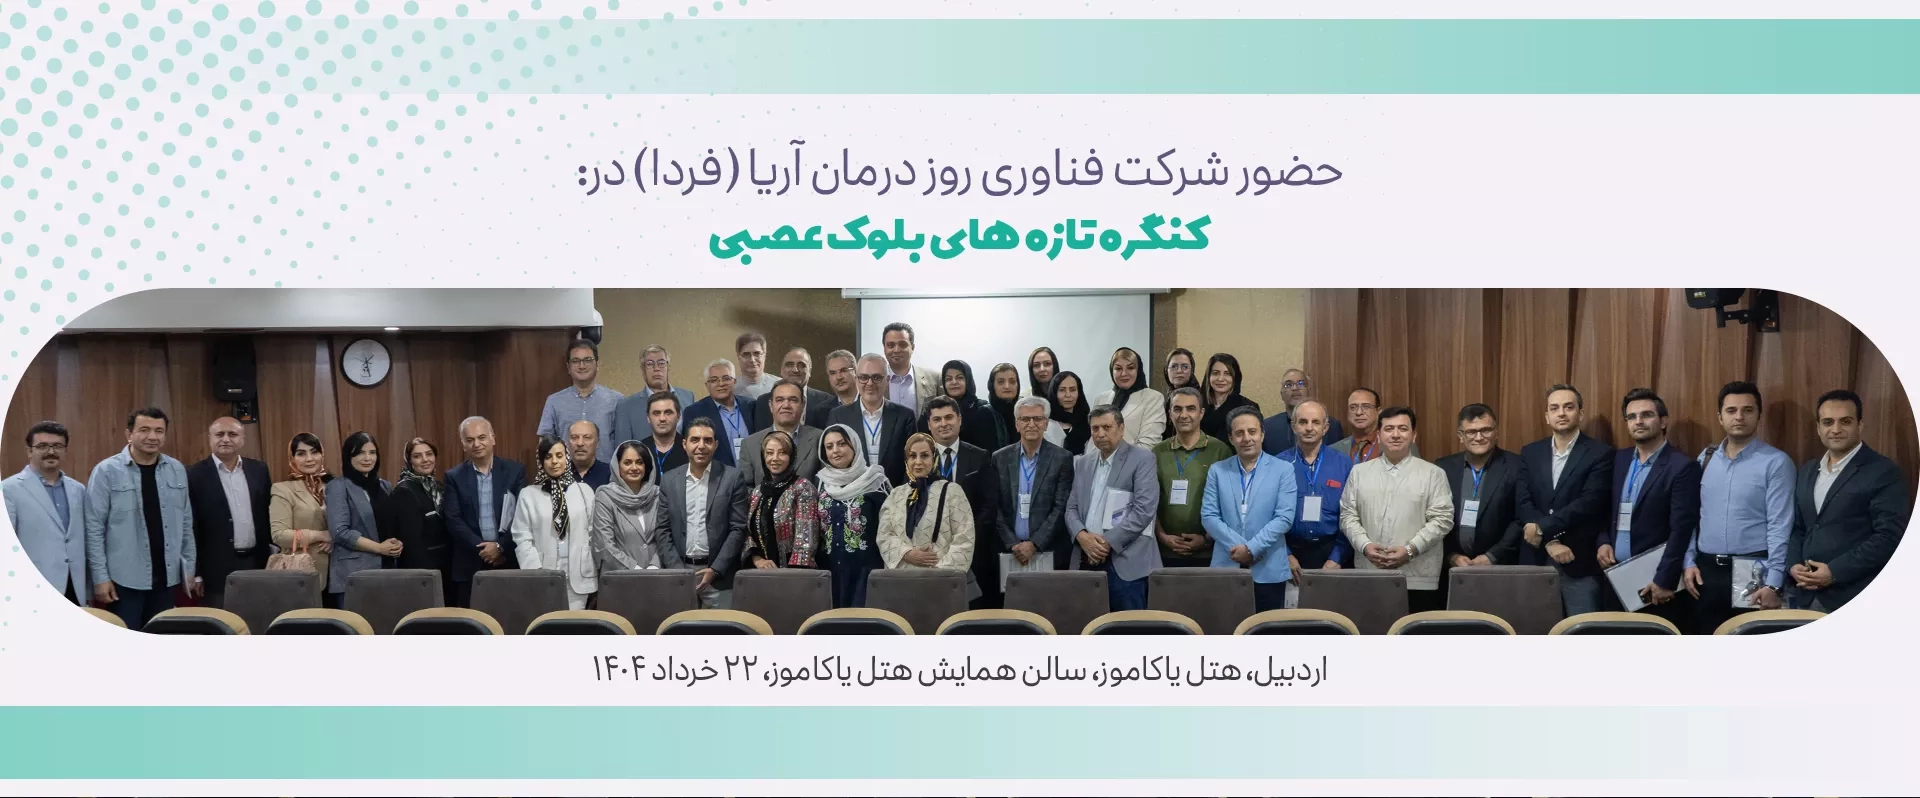 حضور شرکت فناوری روز درمان آریا (فردا) در:
کنگره تازه های بلوک عصبی
اردبیل، هتل یاکاموز، سالن همایش هتل یاکاموز، ۲۲ خرداد ۱۴۰۴